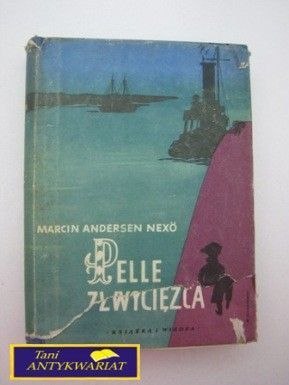 MARCIN ANDERSEN NEXÖ
PELLE
ZWYCIĘZCA
KSIĄŻKA I WIEDZA
Tani
ANTYKWARIAT